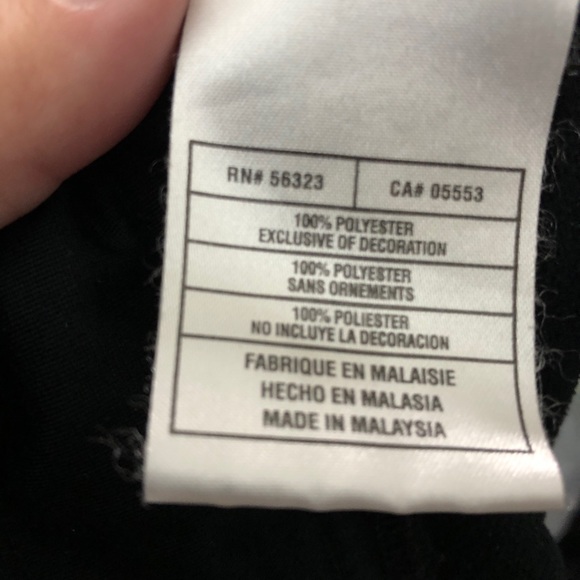 RN# 56323 CA# 05553
100% POLYESTER
EXCLUSIVE OF DECORATION
100% POLYESTER
SANS ORNEMENTS
100% POLIESTER
NO INCLUYE LA DECORACION
FABRIQUE EN MALAISIE
HECHO EN MALASIA
MADE IN MALAYSIA